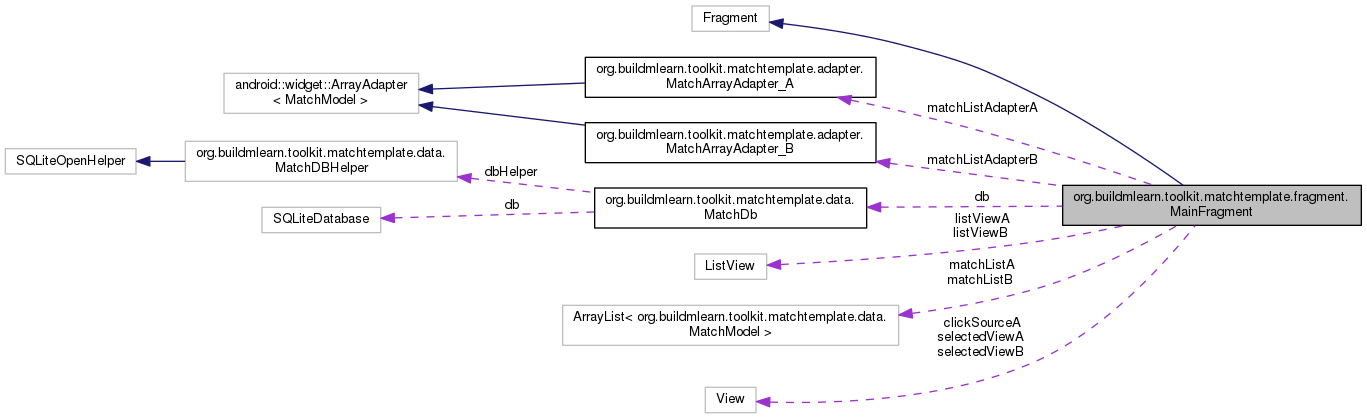 Fragment
org.buildmlearn.toolkit.matchtemplate.adapter.
MatchArrayAdapter_A
android::widget::ArrayAdapter
< MatchModel >
matchListAdapterA
org.buildmlearn.toolkit.matchtemplate.adapter.
MatchArrayAdapter_B
SQLiteOpenHelper
org.buildmlearn.toolkit.matchtemplate.data.
MatchDBHelper
matchListAdapterB
dbHelper
org.buildmlearn.toolkit.matchtemplate.fragment.
MainFragment
org.buildmlearn.toolkit.matchtemplate.data.
MatchDb
db
db
SQLiteDatabase
listViewA
listViewB
ListView
matchListA
matchListB
ArrayList< org.buildmlearn.toolkit.matchtemplate.data.
MatchModel >
clickSourceA
selectedViewA
selectedViewB
View